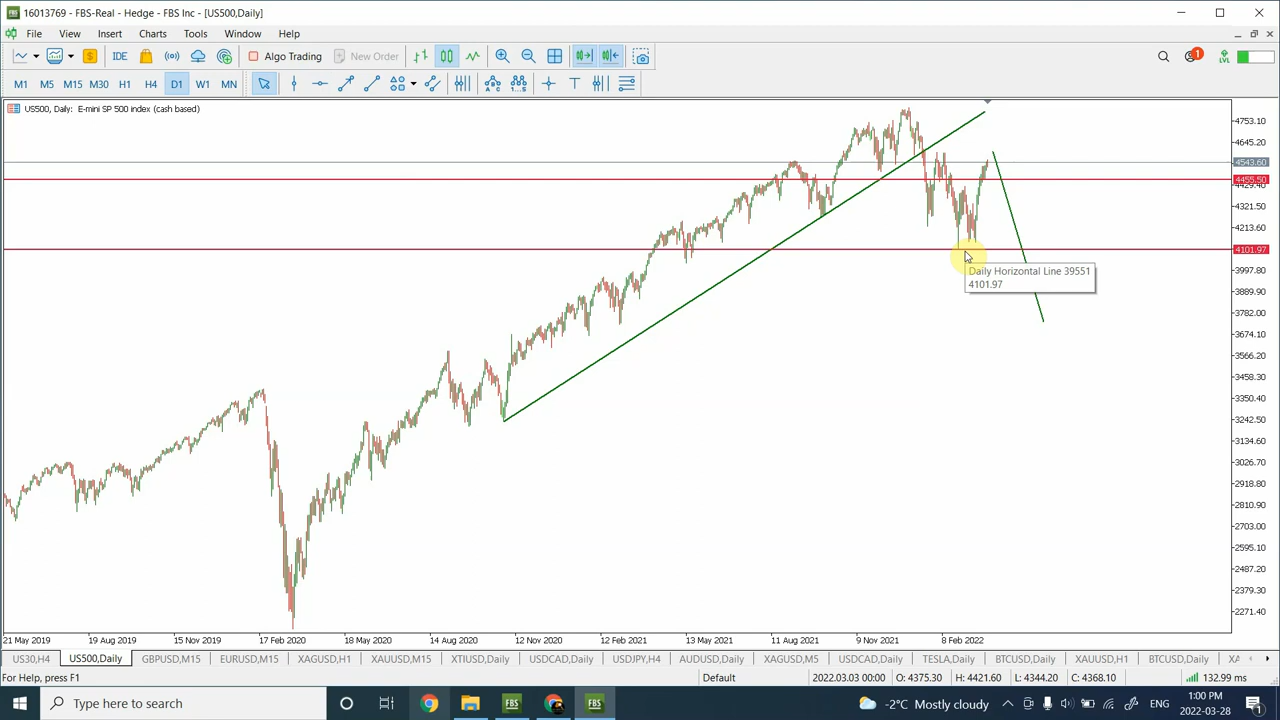 16013769 - FBS-Real - Hedge - FBS Inc - [US500,Daily]
File View Insert Charts Tools Window Help
IDE Algo Trading New Order 1 LVL
M1 M5 M15 M30 H1 H4 D1 W1 MN T
US500, Daily: E-mini SP 500 index (cash based)
4753.10
4645.20
4543.60
4455.50
4429.40
4321.50
4213.60
4101.97
3997.80
3889.90
3782.00
3674.10
3566.20
3458.30
3350.40
3242.50
3134.60
3026.70
2918.80
2810.90
2703.00
2595.10
2487.20
2379.30
2271.40
Daily Horizontal Line 39551
4101.97
21 May 2019 19 Aug 2019 15 Nov 2019 17 Feb 2020 18 May 2020 14 Aug 2020 12 Nov 2020 12 Feb 2021 13 May 2021 11 Aug 2021 9 Nov 2021 8 Feb 2022
US30,H4 US500,Daily GBPUSD,M15 EURUSD,M15 XAGUSD,H1 XAUUSD,M15 XTIUSD,Daily USDCAD,Daily USDJPY,H4 AUDUSD,Daily XAGUSD,M5 USDCAD,Daily TESLA,Daily BTCUSD,Daily XAUUSD,H1 BTCUSD,Daily XA
For Help, press F1 Default 2022.03.03 00:00 O: 4375.30 H: 4421.60 L: 4344.20 C: 4368.10 132.99 ms
Type here to search FBS FBS -2°C Mostly cloudy ENG 1:00 PM
2022-03-28 1